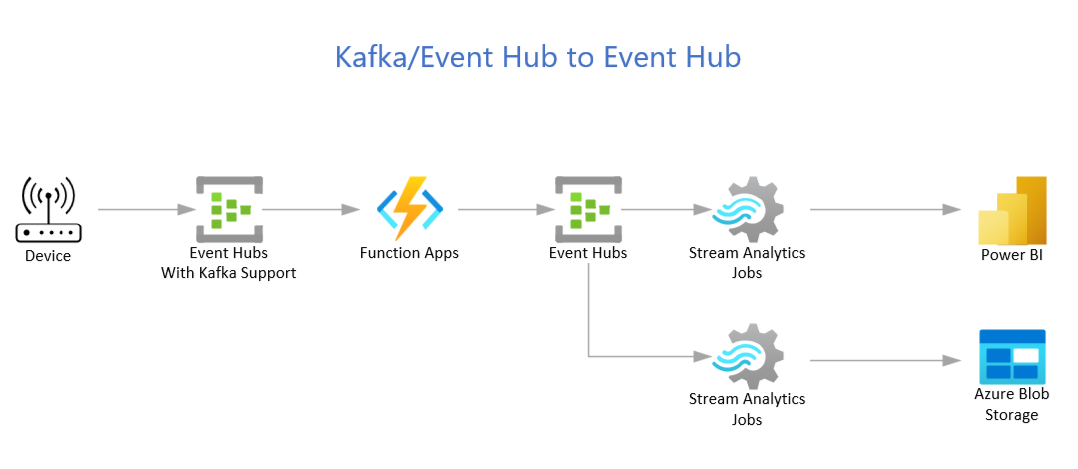 Kafka/Event Hub to Event Hub
Device
Event Hubs
With Kafka Support
Function Apps
Event Hubs
Stream Analytics
Jobs
Power BI
Stream Analytics
Jobs
Azure Blob
Storage